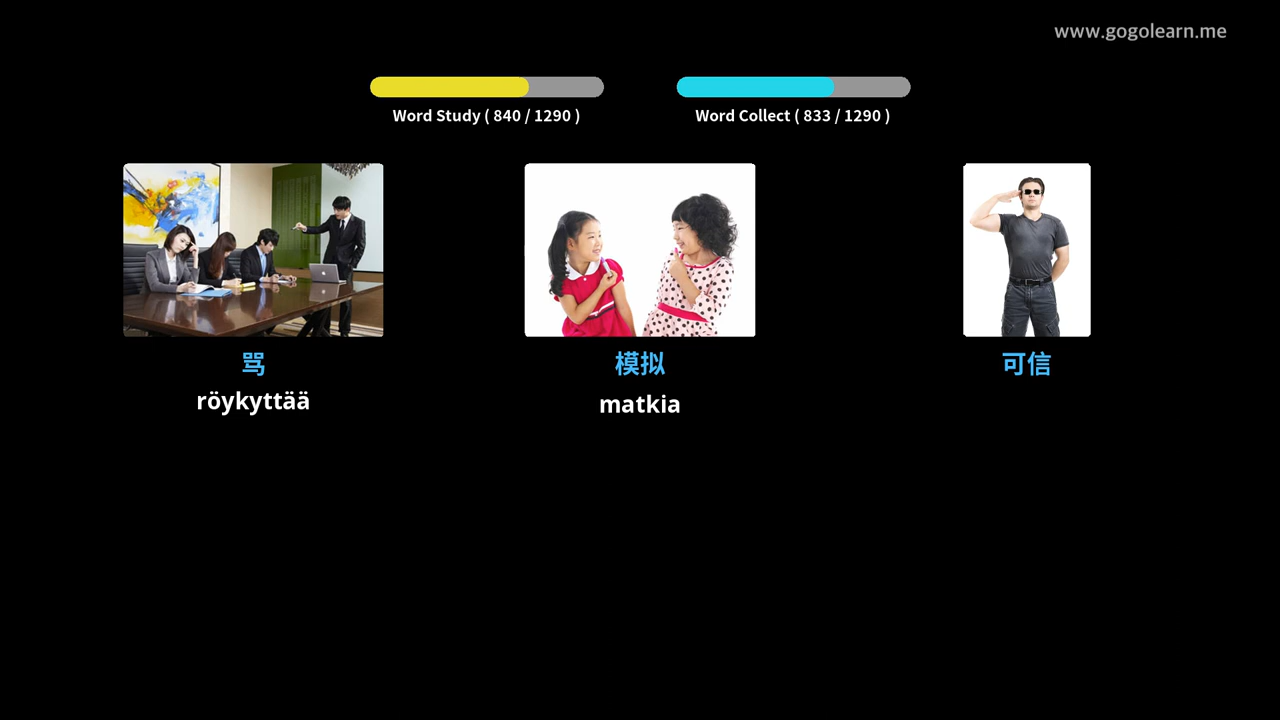 www.gogolearn.me
Word Study ( 840 / 1290 )
Word Collect ( 833 / 1290 )
骂
模拟
可信
röykyttää
matkia